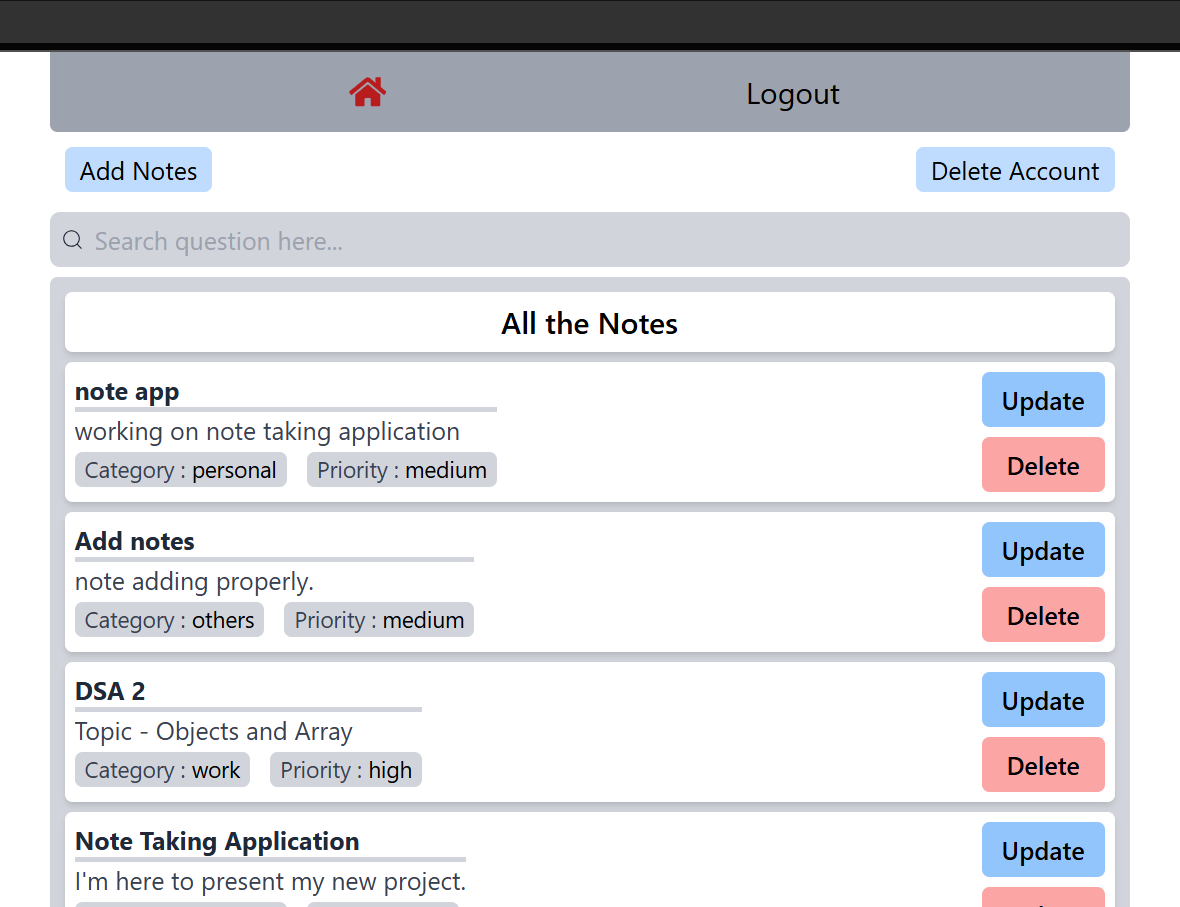 Logout
Add Notes Delete Account
Search question here...
All the Notes
note app
Update
working on note taking application
Category : personal Priority : medium
Delete
Add notes
Update
note adding properly.
Category : others Priority : medium
Delete
DSA 2
Update
Topic - Objects and Array
Category : work Priority : high
Delete
Note Taking Application
Update
I'm here to present my new project.